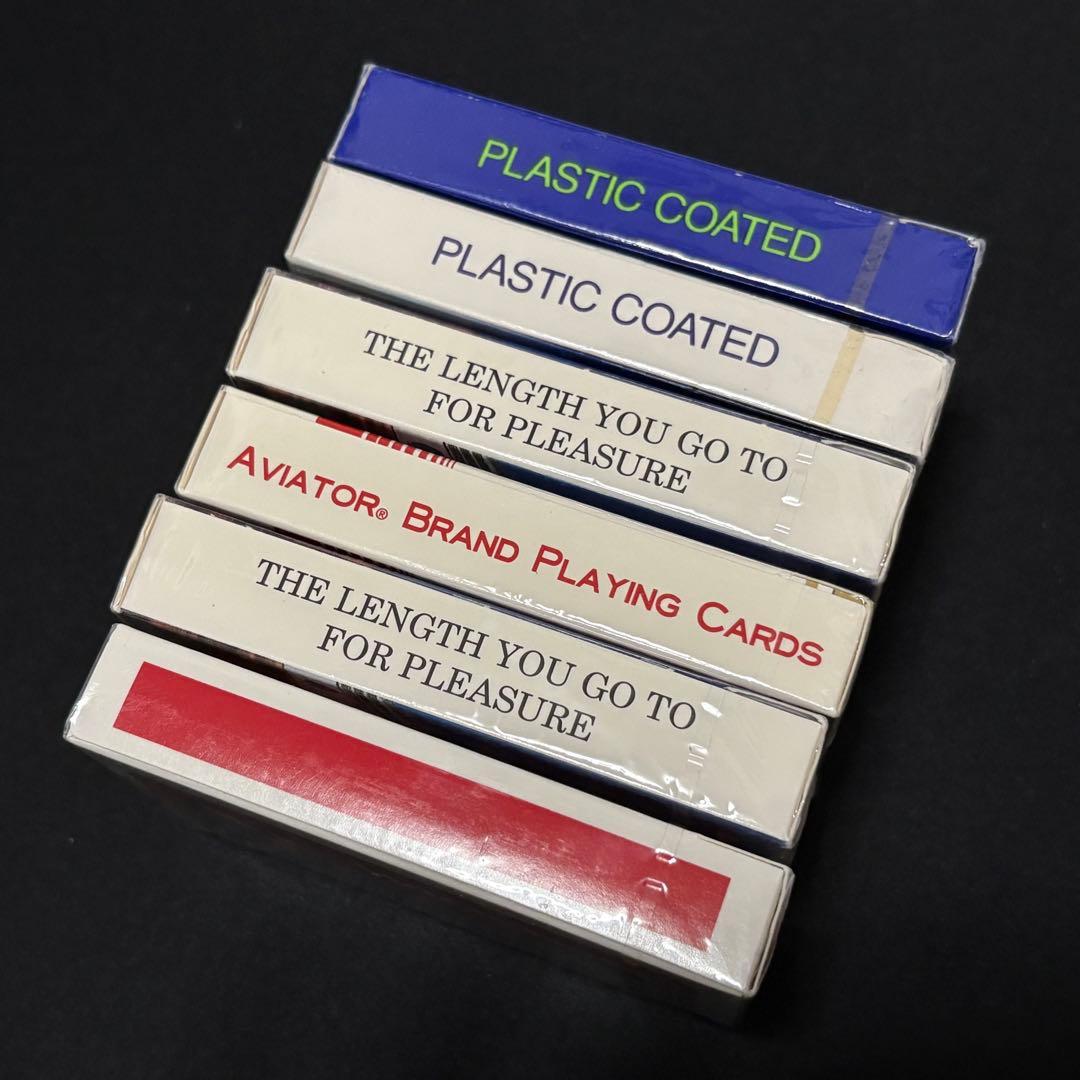 PLASTIC COATED
PLASTIC COATED
THE LENGTH YOU GO TO
FOR PLEASURE
AVIATOR® BRAND PLAYING CARDS
THE LENGTH YOU GO TO
FOR PLEASURE